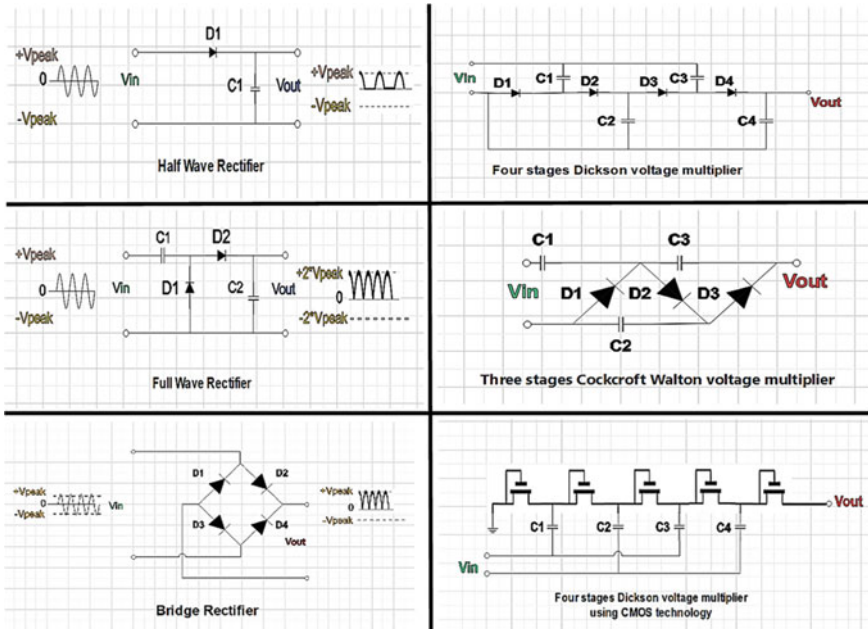 D1
+Vpeak
0
-Vpeak
Vin
C1
Vout
+Vpeak
-Vpeak
Half Wave Rectifier
Vin
D1
C1
D2
D3
C3
D4
C2
C4
Vout
Four stages Dickson voltage multiplier
C1
D2
+Vpeak
0
-Vpeak
Vin
D1
C2
Vout
+2*Vpeak
0
-2*Vpeak
Full Wave Rectifier
C1
C3
Vin
D1
D2
D3
Vout
C2
Three stages Cockcroft Walton voltage multiplier
D1
D2
+Vpeak
0
-Vpeak
Vin
D3
D4
Vout
+Vpeak
0
-Vpeak
Bridge Rectifier
Vout
C1
C2
C3
C4
Vin
Four stages Dickson voltage multiplier
using CMOS technology